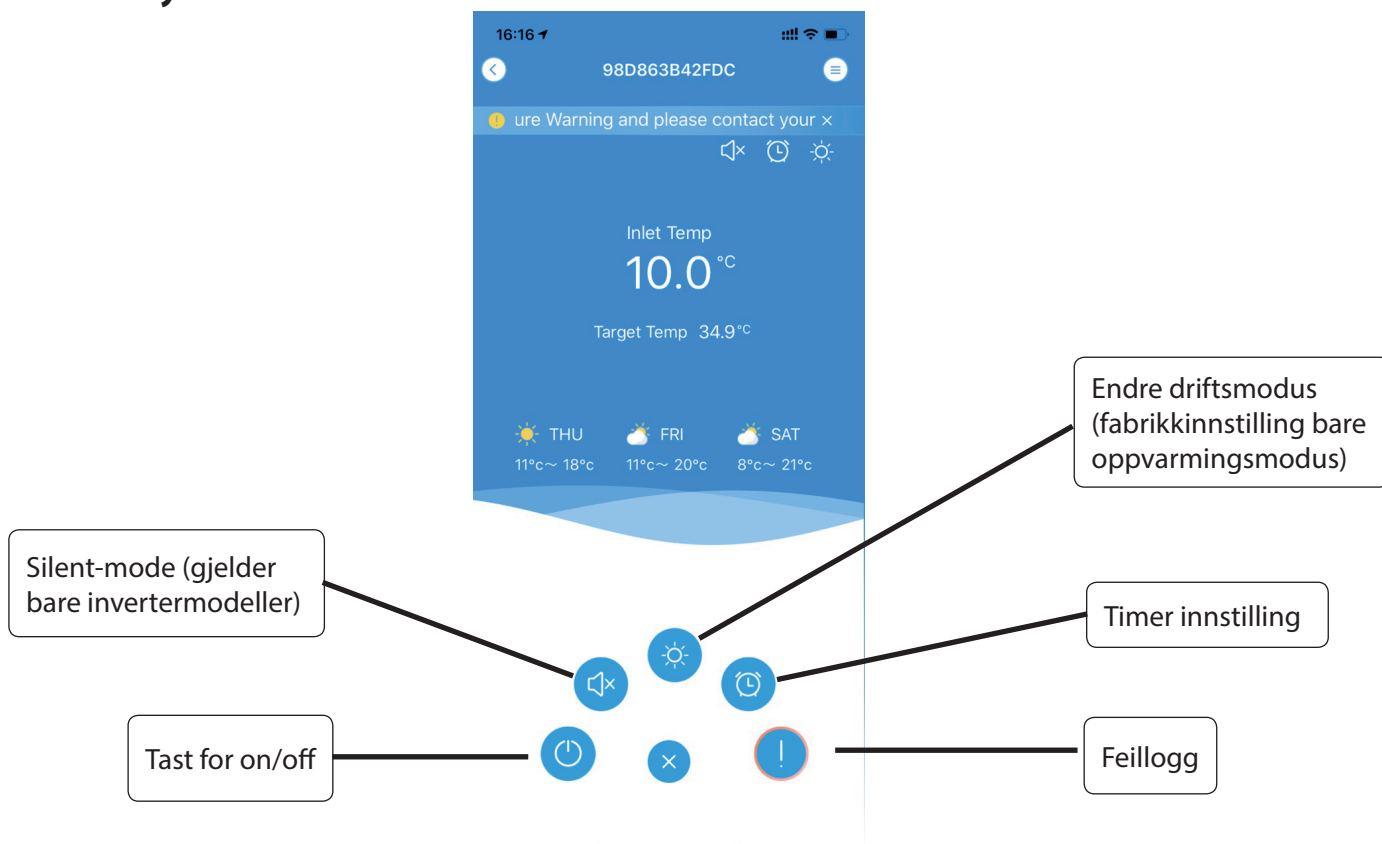 16:16
98D863B42FDC
ure Warning and please contact your ×
Inlet Temp
10.0 °C
Target Temp 34.9°C
THU FRI SAT
11°c～ 18°c 11°c～ 20°c 8°c～ 21°c
Endre driftsmodus
(fabrikkinnstilling bare
oppvarmingsmodus)
Silent-mode (gjelder
bare invertermodeller)
Timer innstilling
Tast for on/off
Feillogg